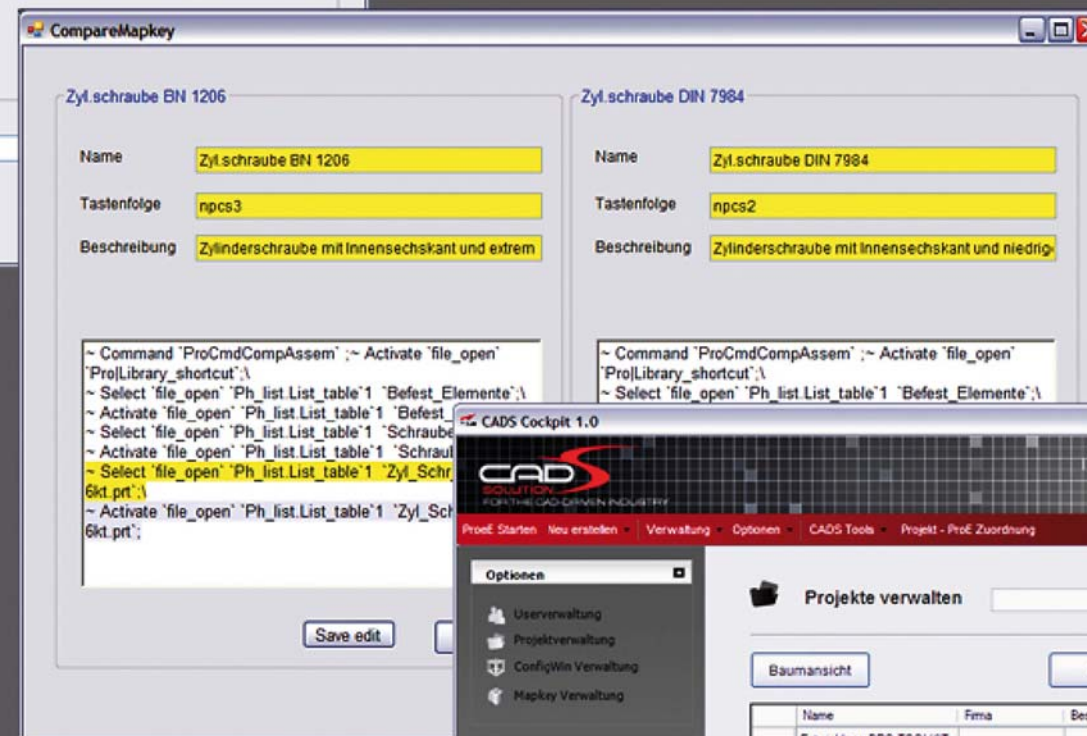 CompareMapkey
Zyl.schraube BN 1206
Name Zyl.schraube BN 1206
Tastenfolge npcs3
Beschreibung Zylinderschraube mit Innensechskant und extrem
~ Command `ProCmdCompAssem` ;~ Activate `file_open`
`Pro|Library_shortcut`;\
~ Select `file_open` `Ph_list.List_table`1 `Befest_Elemente`;\
~ Activate `file_open` `Ph_list.List_table`1 `Befest_
~ Select `file_open` `Ph_list.List_table`1 `Schraube
~ Activate `file_open` `Ph_list.List_table`1 `Schraub
~ Select `file_open` `Ph_list.List_table`1 `Zyl_Schr_
6kt.prt`;\
~ Activate `file_open` `Ph_list.List_table`1 `Zyl_Sch
6kt.prt`;
Save edit
Zyl.schraube DIN 7984
Name Zyl.schraube DIN 7984
Tastenfolge npcs2
Beschreibung Zylinderschraube mit Innensechskant und niedrige
~ Command `ProCmdCompAssem` ;~ Activate `file_open`
`Pro|Library_shortcut`;\
~ Select `file_open` `Ph_list.List_table`1 `Befest_Elemente`;\
CADS Cockpit 1.0
CADS
SOLUTION
FOR THE CAD-DRIVEN INDUSTRY
ProeE Starten Neu erstellen Verwaltung Optionen CADS Tools Projekt - ProE Zuordnung
Optionen
Userverwaltung
Projektverwaltung
ConfigWin Verwaltung
Mapkey Verwaltung
Projekte verwalten
Baumansicht
Name Firma Bes